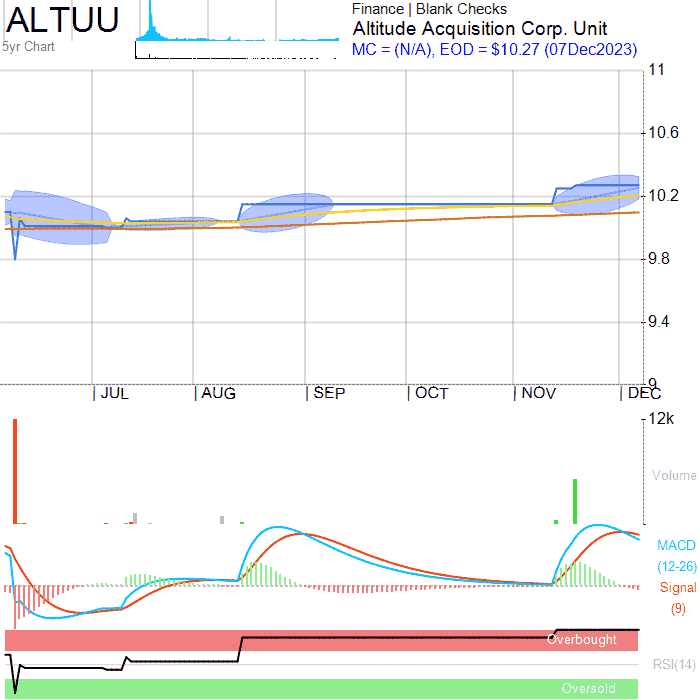 ALTUU
5yr Chart
Finance | Blank Checks
Altitude Acquisition Corp. Unit
MC = (N/A), EOD = $10.27 (07Dec2023)
11
10.6
10.2
9.8
9.4
9
JUL AUG SEP OCT NOV DEC
12k
Volume
MACD
(12-26)
Signal
(9)
Overbought
RSI(14)
Oversold